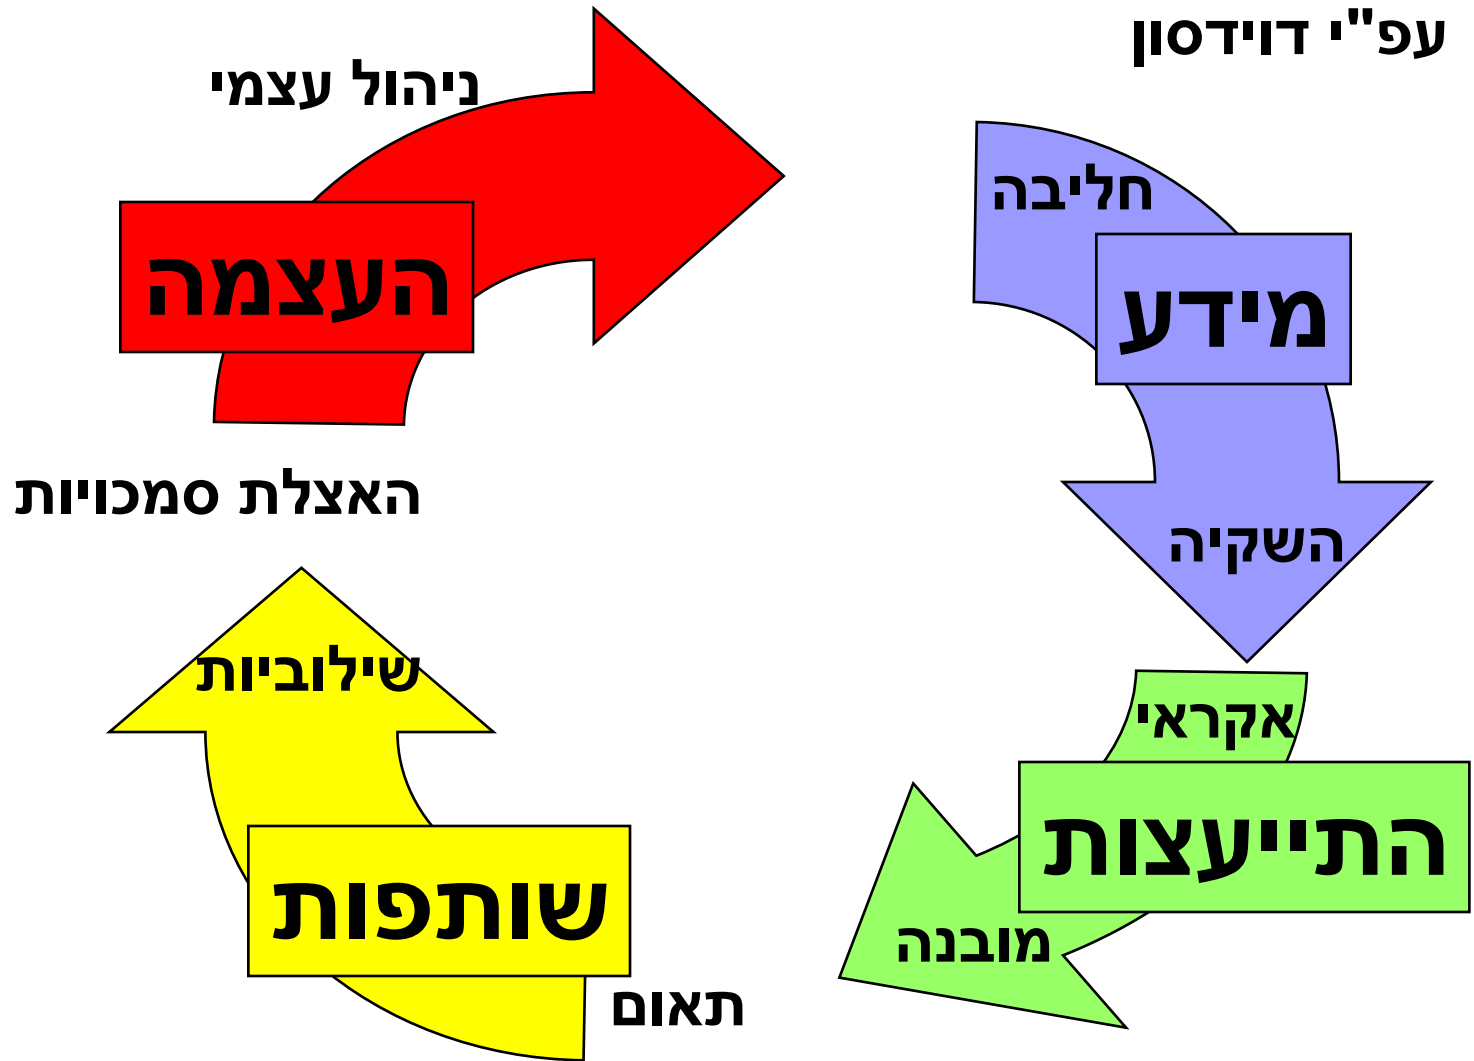 עפ"י דוידסון
חליבה
מידע
השקיה
אקראי
התייעצות
מובנה
תאום
שותפות
שילוביות
האצלת סמכויות
העצמה
ניהול עצמי